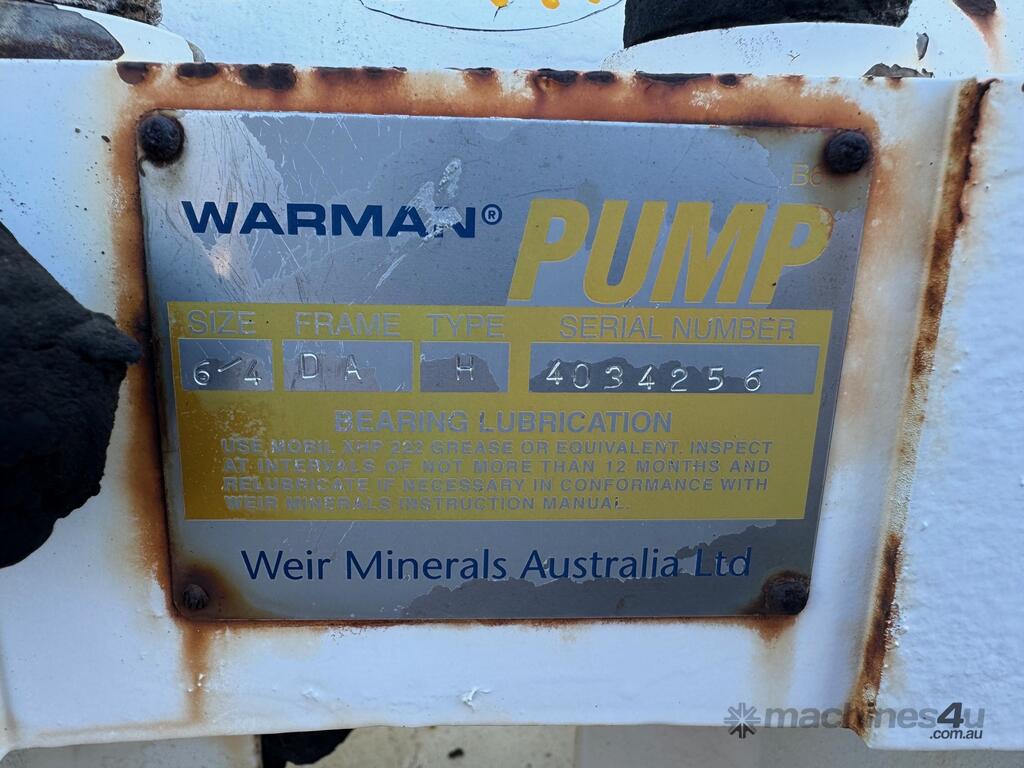 WARMAN® PUMP
SIZE FRAME TYPE SERIAL NUMBER
6-4 DA H 4034256
BEARING LUBRICATION
USE MOBIL XHP 222 GREASE OR EQUIVALENT. INSPECT
AT INTERVALS OF NOT MORE THAN 12 MONTHS AND
RELUBRICATE IF NECESSARY IN CONFORMANCE WITH
WEIR MINERALS INSTRUCTION MANUAL.
Weir Minerals Australia Ltd
machines4u
.com.au